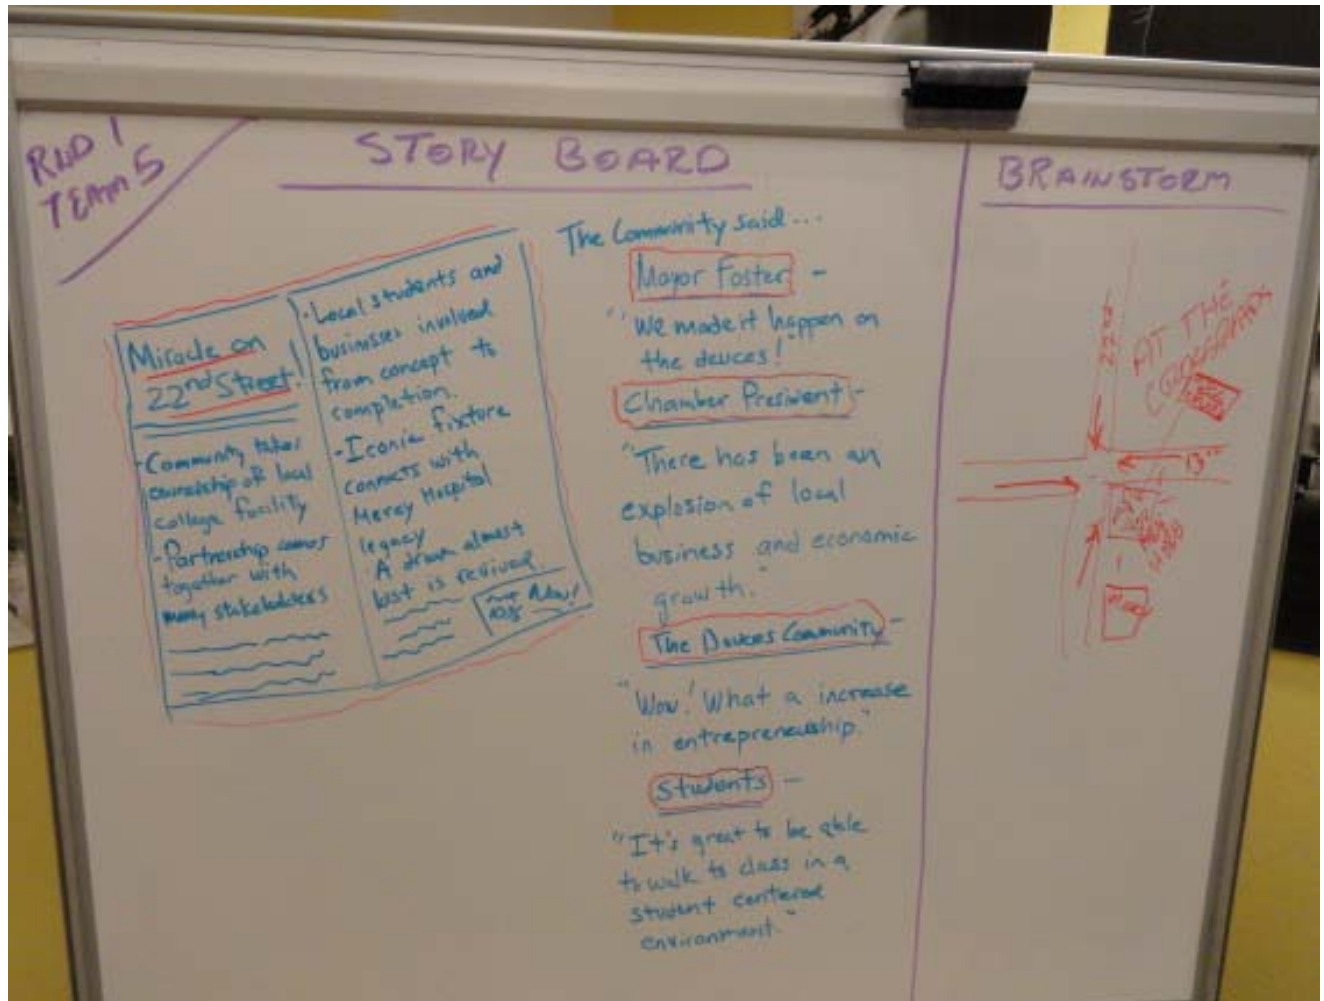 RND 1
TEAM 5
STORY BOARD
Miracle on
22nd Street!
- Community takes
ownership of local
college facility
- Partnership comes
together with
many stakeholders
- Local students and
businesses involved
from concept to
completion.
- Iconic fixture
connects with
Mercy Hospital
legacy
A dream almost
lost is revived
The Community said...
Mayor Foster -
"We made it happen on
the deuces!"
Chamber President -
"There has been an
explosion of local
business and economic
growth."
The Deuces Community -
"Wow! What a increase
in entrepreneuship."
Students -
"It's great to be able
to walk to class in a
student centered
environment."
BRAINSTORM
22nd
AT THE